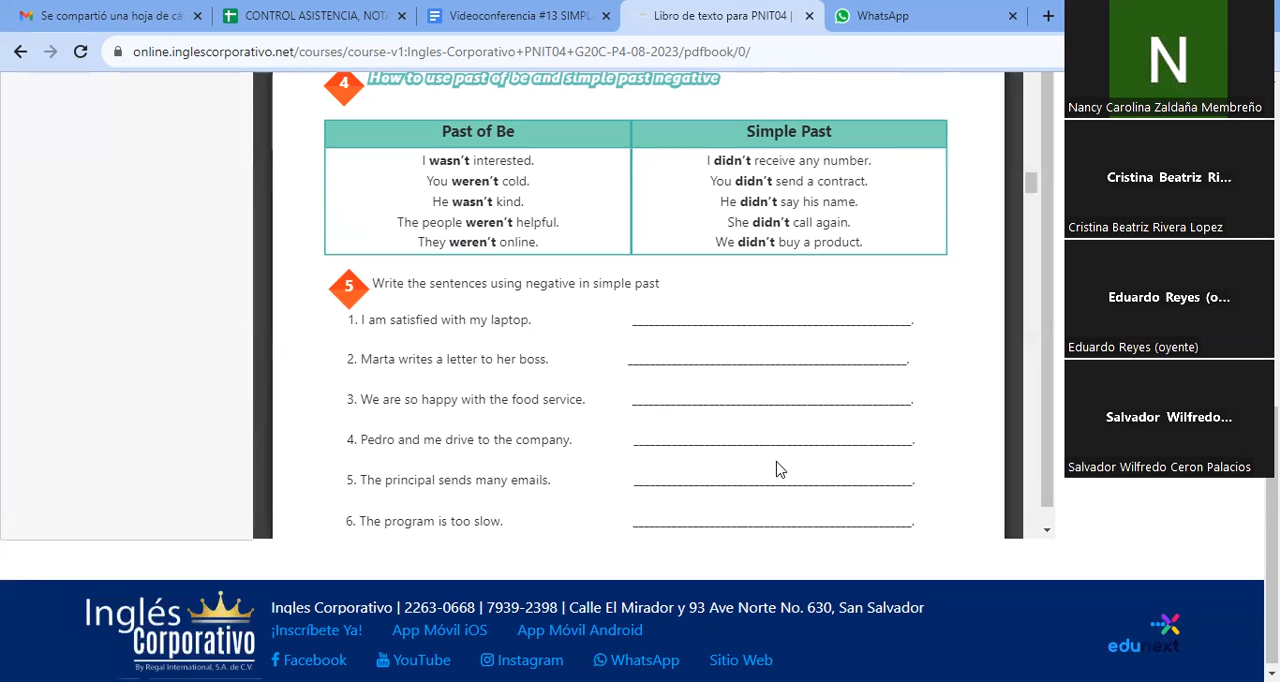 Se compartió una hoja de cá
CONTROL ASISTENCIA, NOTA
Videoconferencia #13 SIMPL
Libro de texto para PNIT04 |
WhatsApp
online.inglescorporativo.net/courses/course-v1:Ingles-Corporativo+PNIT04+G20C-P4-08-2023/pdfbook/0/
N
Nancy Carolina Zaldaña Membreño
Cristina Beatriz Ri...
Cristina Beatriz Rivera Lopez
Eduardo Reyes (o...
Eduardo Reyes (oyente)
Salvador Wilfredo...
Salvador Wilfredo Ceron Palacios
4 How to use past of be and simple past negative
Past of Be Simple Past
I wasn't interested. I didn't receive any number.
You weren't cold. You didn't send a contract.
He wasn't kind. He didn't say his name.
The people weren't helpful. She didn't call again.
They weren't online. We didn't buy a product.
5 Write the sentences using negative in simple past
1. I am satisfied with my laptop. ________________________.
2. Marta writes a letter to her boss. ________________________.
3. We are so happy with the food service. ________________________.
4. Pedro and me drive to the company. ________________________.
5. The principal sends many emails. ________________________.
6. The program is too slow. ________________________.
Inglés Corporativo
By Regal International, S.A. de C.V.
Ingles Corporativo | 2263-0668 | 7939-2398 | Calle El Mirador y 93 Ave Norte No. 630, San Salvador
¡Inscríbete Ya! App Móvil iOS App Móvil Android
Facebook YouTube Instagram WhatsApp Sitio Web
edunext